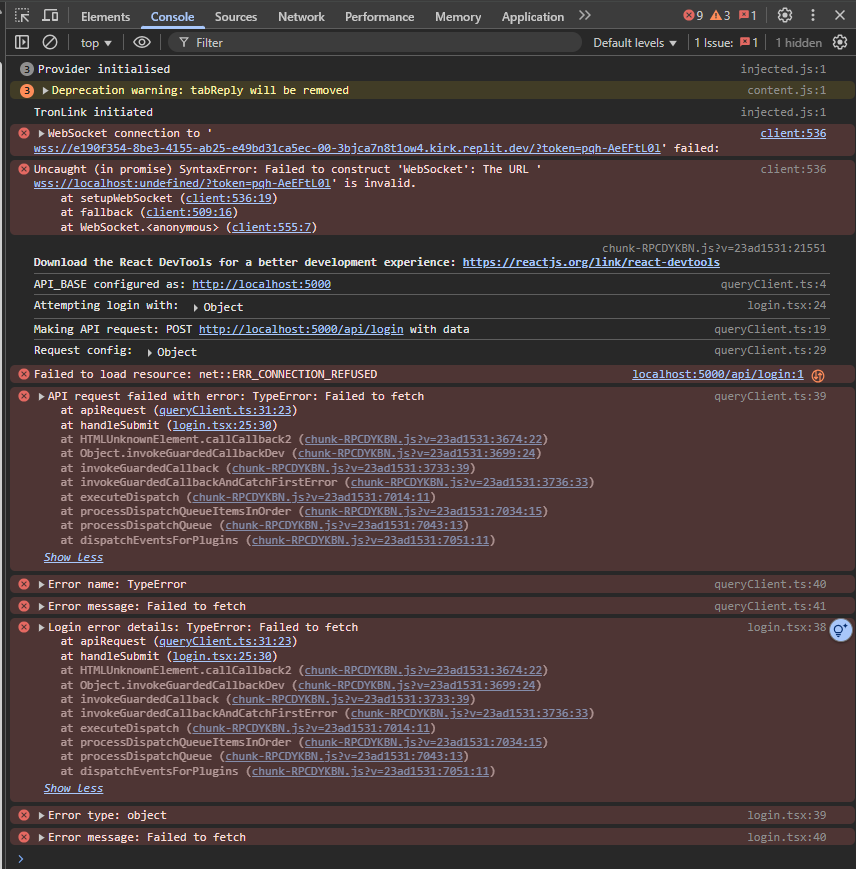 Elements Console Sources Network Performance Memory Application 9 3 1
top Filter Default levels 1 Issue: 1 1 hidden
3 Provider initialised injected.js:1
3 Deprecation warning: tabReply will be removed content.js:1
TronLink initiated injected.js:1
WebSocket connection to ' client:536
wss://e190f354-8be3-4155-ab25-e49bd31ca5ec-00-3bjca7n8t1ow4.kirk.replit.dev/?token=pqh-AeEFtL0l' failed:
Uncaught (in promise) SyntaxError: Failed to construct 'WebSocket': The URL ' client:536
wss://localhost:undefined/?token=pqh-AeEFtL0l' is invalid.
at setupWebSocket (client:536:19)
at fallback (client:509:16)
at WebSocket.<anonymous> (client:555:7)
chunk-RPCDYKBN.js?v=23ad1531:21551
Download the React DevTools for a better development experience: https://reactjs.org/link/react-devtools
API_BASE configured as: http://localhost:5000 queryClient.ts:4
Attempting login with: Object login.tsx:24
Making API request: POST http://localhost:5000/api/login with data queryClient.ts:19
Request config: Object queryClient.ts:29
Failed to load resource: net::ERR_CONNECTION_REFUSED localhost:5000/api/login:1
API request failed with error: TypeError: Failed to fetch queryClient.ts:39
at apiRequest (queryClient.ts:31:23)
at handleSubmit (login.tsx:25:30)
at HTMLUnknownElement.callCallback2 (chunk-RPCDYKBN.js?v=23ad1531:3674:22)
at Object.invokeGuardedCallbackDev (chunk-RPCDYKBN.js?v=23ad1531:3699:24)
at invokeGuardedCallback (chunk-RPCDYKBN.js?v=23ad1531:3733:39)
at invokeGuardedCallbackAndCatchFirstError (chunk-RPCDYKBN.js?v=23ad1531:3736:33)
at executeDispatch (chunk-RPCDYKBN.js?v=23ad1531:7014:11)
at processDispatchQueueItemsInOrder (chunk-RPCDYKBN.js?v=23ad1531:7034:15)
at processDispatchQueue (chunk-RPCDYKBN.js?v=23ad1531:7043:13)
at dispatchEventsForPlugins (chunk-RPCDYKBN.js?v=23ad1531:7051:11)
Show less
Error name: TypeError queryClient.ts:40
Error message: Failed to fetch queryClient.ts:41
Login error details: TypeError: Failed to fetch login.tsx:38
at apiRequest (queryClient.ts:31:23)
at handleSubmit (login.tsx:25:30)
at HTMLUnknownElement.callCallback2 (chunk-RPCDYKBN.js?v=23ad1531:3674:22)
at Object.invokeGuardedCallbackDev (chunk-RPCDYKBN.js?v=23ad1531:3699:24)
at invokeGuardedCallback (chunk-RPCDYKBN.js?v=23ad1531:3733:39)
at invokeGuardedCallbackAndCatchFirstError (chunk-RPCDYKBN.js?v=23ad1531:3736:33)
at executeDispatch (chunk-RPCDYKBN.js?v=23ad1531:7014:11)
at processDispatchQueueItemsInOrder (chunk-RPCDYKBN.js?v=23ad1531:7034:15)
at processDispatchQueue (chunk-RPCDYKBN.js?v=23ad1531:7043:13)
at dispatchEventsForPlugins (chunk-RPCDYKBN.js?v=23ad1531:7051:11)
Show less
Error type: object login.tsx:39
Error message: Failed to fetch login.tsx:40